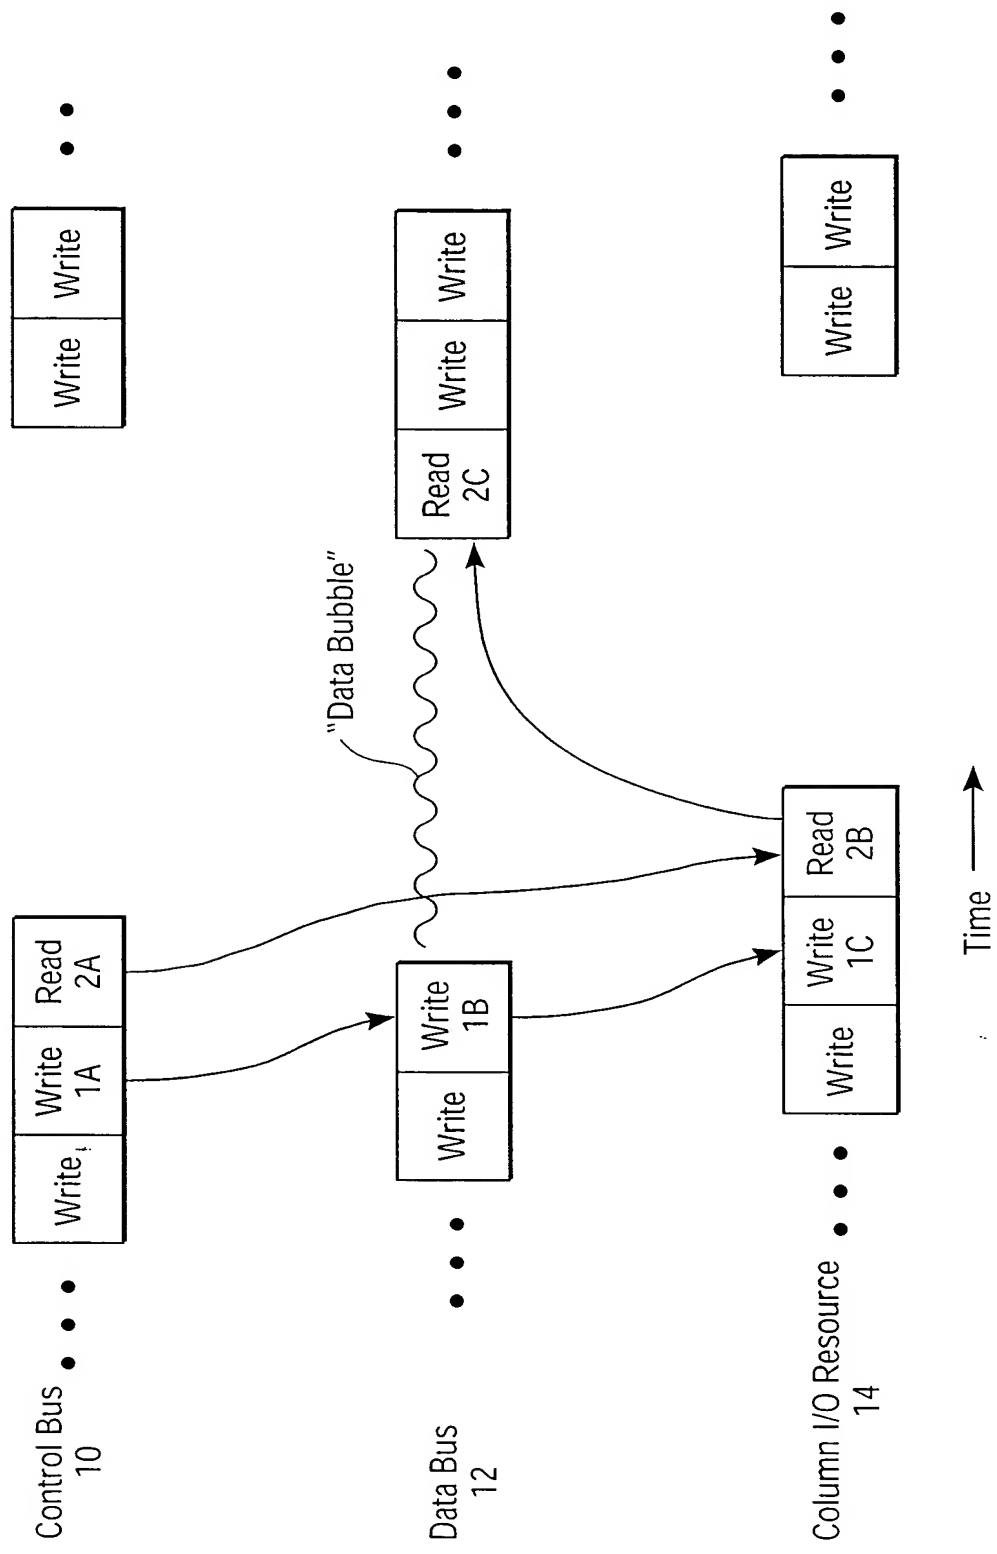 Control Bus
10
Write
Write
1A
Read
2A
Write
Write
Data Bus
12
Write
Write
1B
"Data Bubble"
Read
2C
Write
Write
Column I/O Resource
14
Write
Write
1C
Read
2B
Write
Write
Time